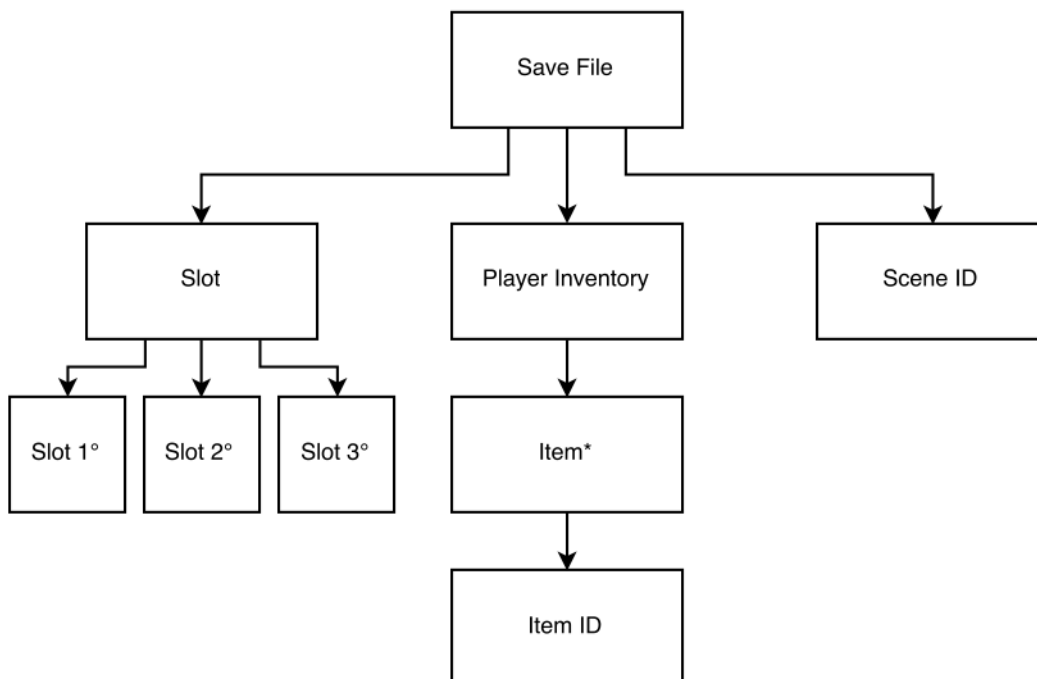 Save File
Slot
Player Inventory
Scene ID
Slot 1°
Slot 2°
Slot 3°
Item*
Item ID